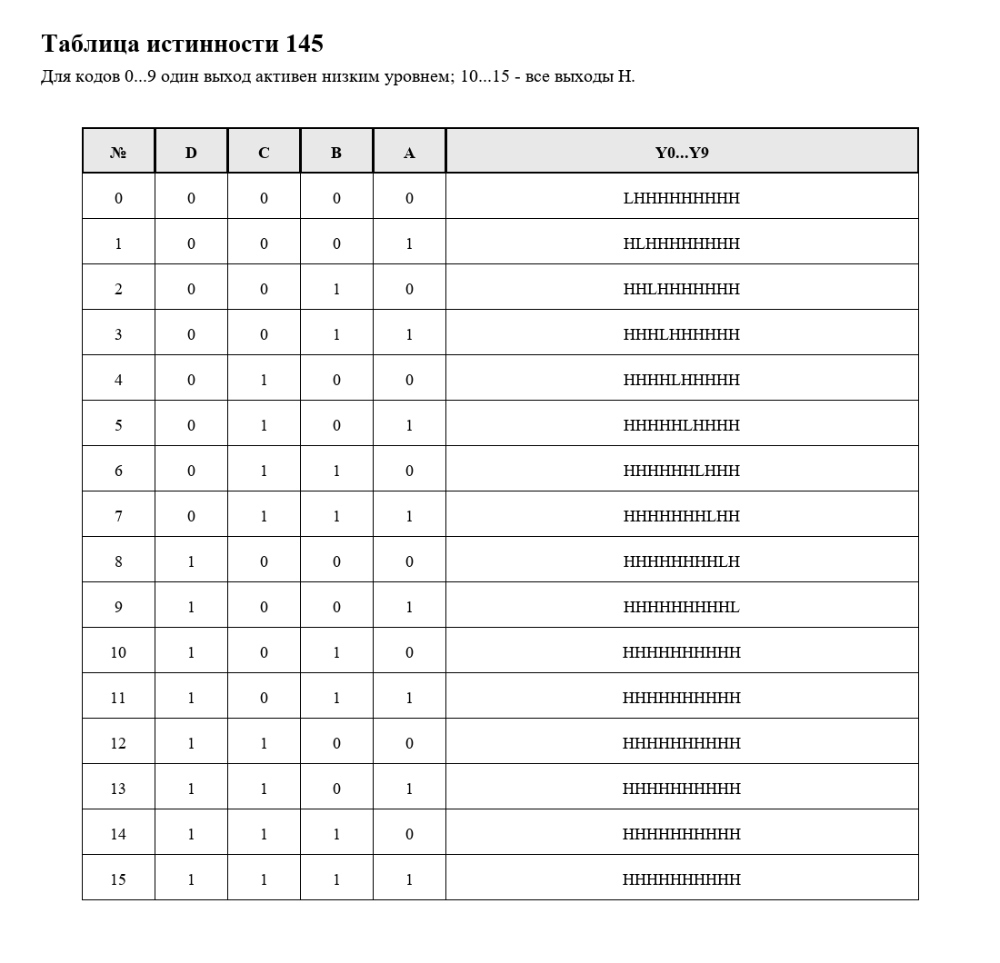 Таблица истинности 145
Для кодов 0...9 один выход активен низким уровнем; 10...15 - все выходы H.
№ D C B A Y0...Y9
0 0 0 0 0 LHHHHHHHHH
1 0 0 0 1 HLHHHHHHHH
2 0 0 1 0 HHLHHHHHHH
3 0 0 1 1 HHHLHHHHHH
4 0 1 0 0 HHHHLHHHHH
5 0 1 0 1 HHHHHLHHHH
6 0 1 1 0 HHHHHHLHHH
7 0 1 1 1 HHHHHHHLHH
8 1 0 0 0 HHHHHHHHLH
9 1 0 0 1 HHHHHHHHHL
10 1 0 1 0 HHHHHHHHHH
11 1 0 1 1 HHHHHHHHHH
12 1 1 0 0 HHHHHHHHHH
13 1 1 0 1 HHHHHHHHHH
14 1 1 1 0 HHHHHHHHHH
15 1 1 1 1 HHHHHHHHHH